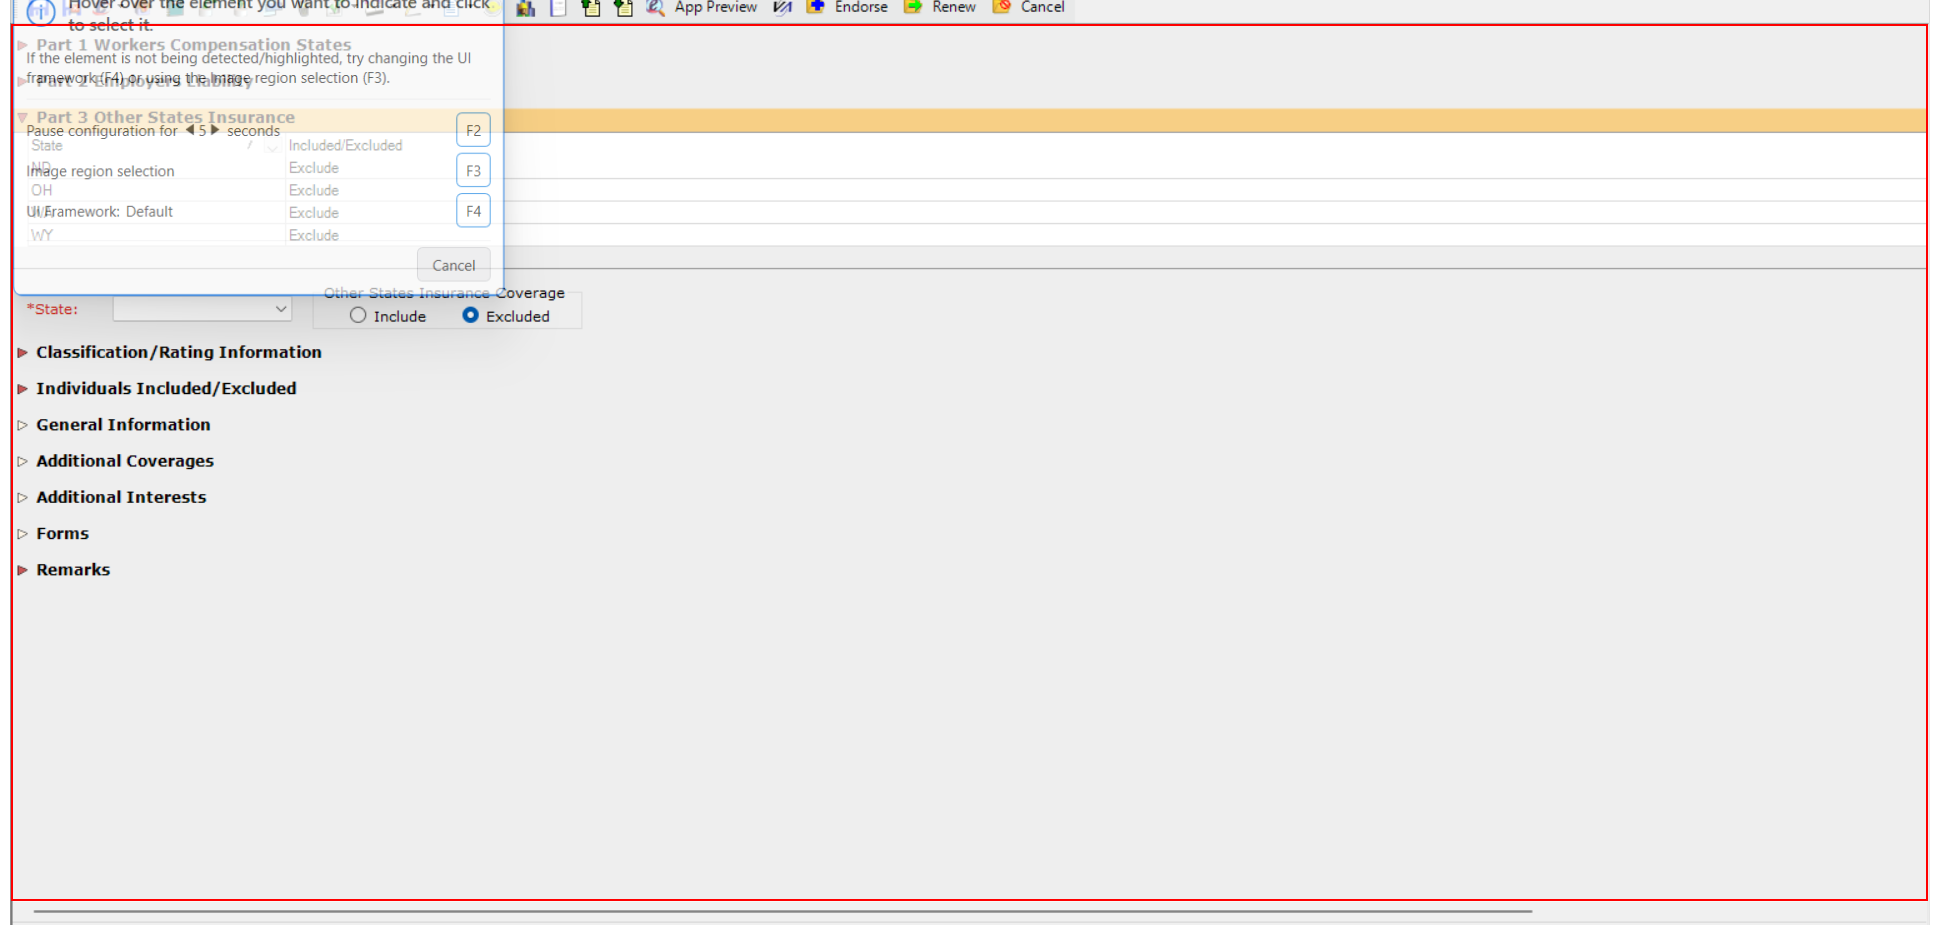 Hover over the element you want to indicate and click
to select it.
App Preview
Endorse
Renew
Cancel
Part 1 Workers Compensation States
If the element is not being detected/highlighted, try changing the UI
framework (F4) or using the Image region selection (F3).
Part 2 Employers Liability
Part 3 Other States Insurance
Pause configuration for 5 seconds
F2
State
Included/Excluded
ND
Exclude
Image region selection
F3
OH
Exclude
WA
Exclude
UI Framework: Default
F4
WY
Exclude
Cancel
Other States Insurance Coverage
*State:
Include
Excluded
Classification/Rating Information
Individuals Included/Excluded
General Information
Additional Coverages
Additional Interests
Forms
Remarks